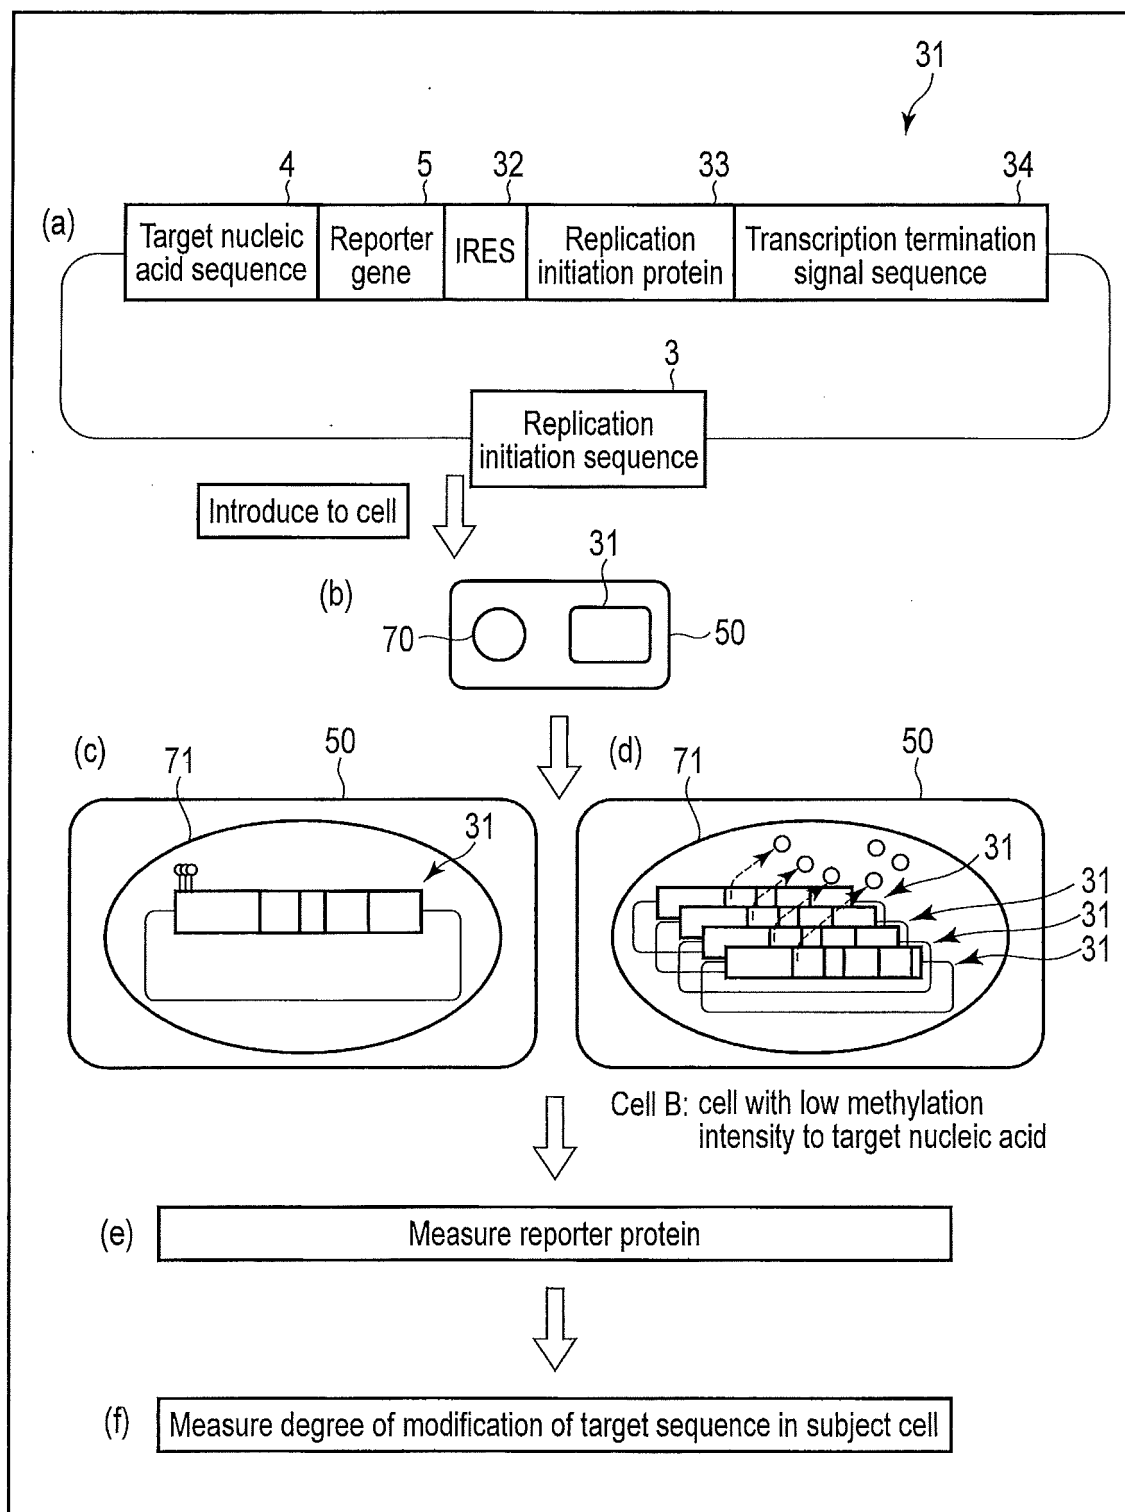 31
4
5
32
33
34
(a)
Target nucleic
acid sequence
Reporter
gene
IRES
Replication
initiation protein
Transcription termination
signal sequence
3
Replication
initiation sequence
Introduce to cell
31
(b)
70
50
(c)
71
50
31
(d)
71
50
31
31
31
31
Cell B: cell with low methylation
intensity to target nucleic acid
(e)
Measure reporter protein
(f)
Measure degree of modification of target sequence in subject cell